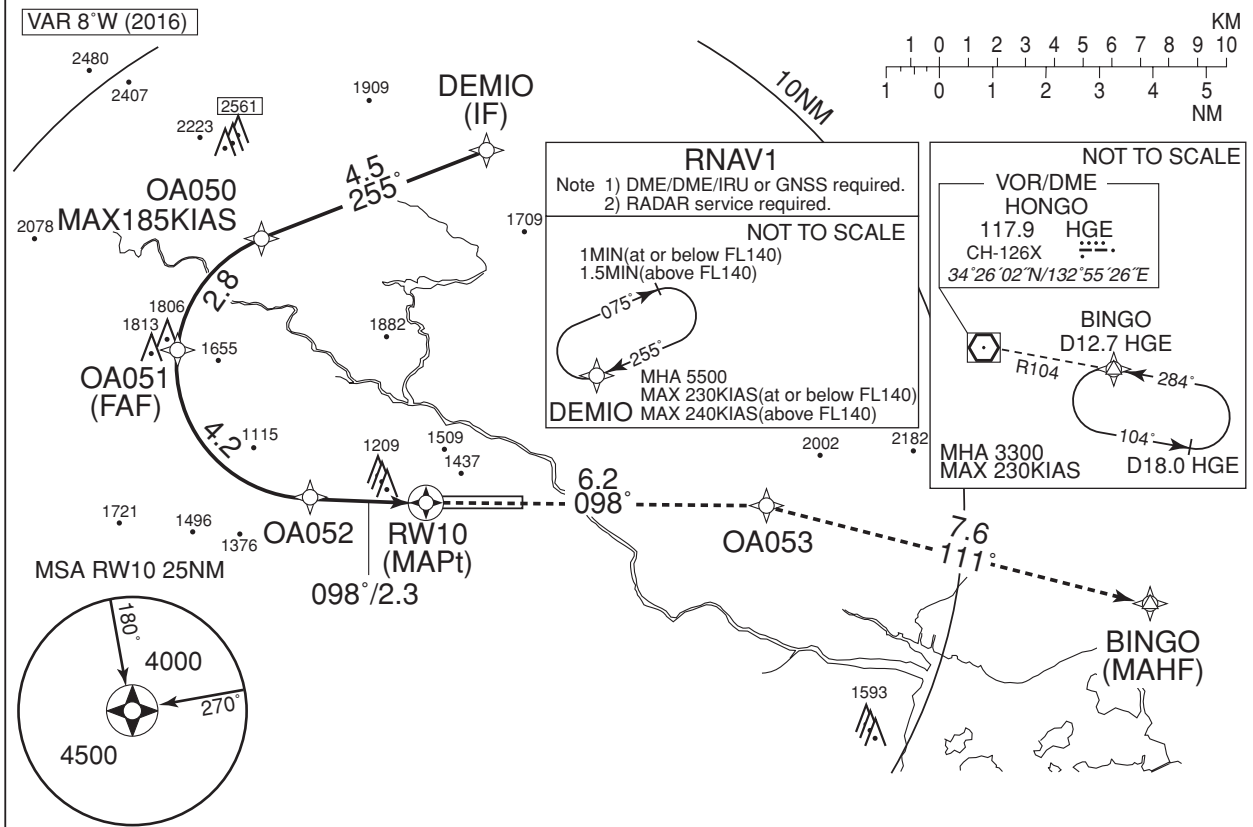 VAR 8°W (2016)
KM
1 0 1 2 3 4 5 6 7 8 9 10
1 0 1 2 3 4 5
NM
2480
2407
2561
2223
1909
DEMIO
(IF)
10NM
4.5
255°
OA050
MAX185KIAS
2078
1709
2.8
1806
1813
1655
1882
OA051
(FAF)
4.2
1115
1209
1509
1437
2002
2182
RNAV1
Note 1) DME/DME/IRU or GNSS required.
2) RADAR service required.
NOT TO SCALE
1MIN(at or below FL140)
1.5MIN(above FL140)
075°
255°
MHA 5500
MAX 230KIAS(at or below FL140)
DEMIO MAX 240KIAS(above FL140)
NOT TO SCALE
VOR/DME
HONGO
117.9 HGE
CH-126X
34°26´02˝N/132°55´26˝E
BINGO
D12.7 HGE
R104
284°
104°
D18.0 HGE
MHA 3300
MAX 230KIAS
1721
1496
1376
OA052
RW10
(MAPt)
098°/2.3
6.2
098°
OA053
7.6
111°
BINGO
(MAHF)
1593
MSA RW10 25NM
180°
4000
270°
4500